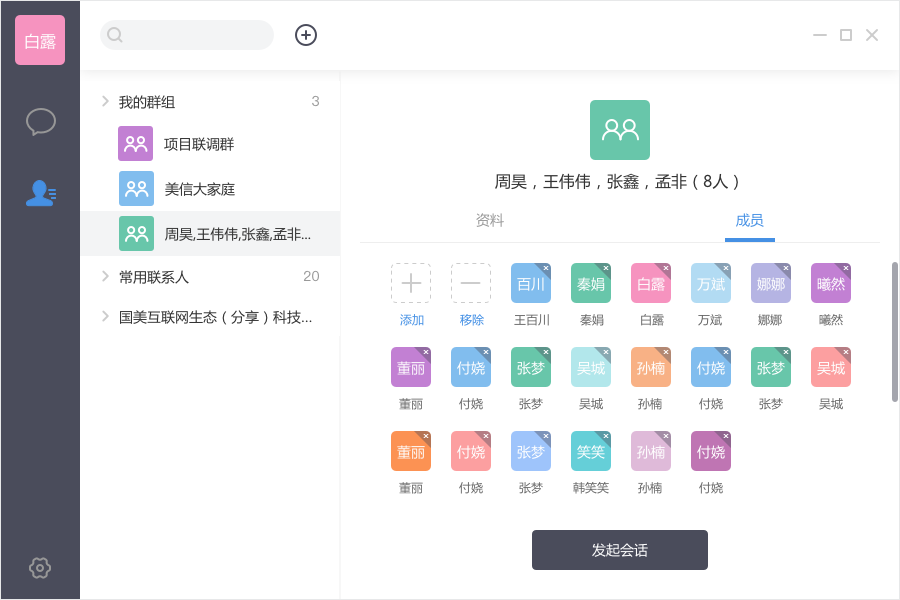 白露
我的群组 3
项目联调群
美信大家庭
周昊,王伟伟,张鑫,孟非...
常用联系人 20
国美互联网生态（分享）科技...
周昊，王伟伟，张鑫，孟非（8人）
资料 成员
百川 秦娟 白露 万斌 娜娜 曦然
添加 移除 王百川 秦娟 白露 万斌 娜娜 曦然
董丽 付娆 张梦 吴城 孙楠 付娆 张梦 吴城
董丽 付娆 张梦 吴城 孙楠 付娆 张梦 吴城
董丽 付娆 张梦 笑笑 孙楠 付娆
董丽 付娆 张梦 韩笑笑 孙楠 付娆
发起会话